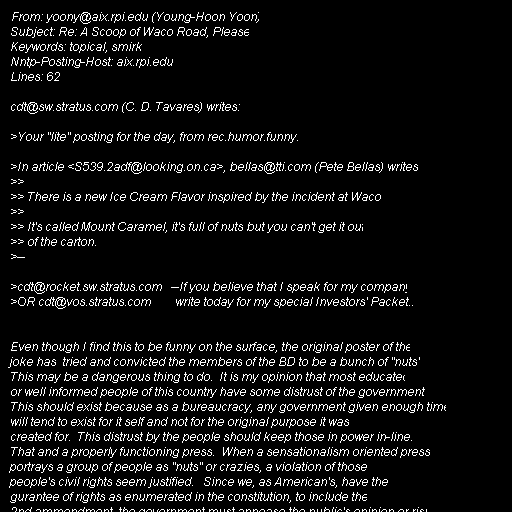 From: yoony@aix.rpi.edu (Young-Hoon Yoon)
Subject: Re: A Scoop of Waco Road, Please
Keywords: topical, smirk
Nntp-Posting-Host: aix.rpi.edu
Lines: 62
cdt@sw.stratus.com (C. D. Tavares) writes:
>Your "lite" posting for the day, from rec.humor.funny.
>In article <S539.2adf@looking.on.ca>, bellas@tti.com (Pete Bellas) writes
>>
>> There is a new Ice Cream Flavor inspired by the incident at Waco
>>
>> It's called Mount Caramel, it's full of nuts but you can't get it out
>> of the carton.
>--
>cdt@rocket.sw.stratus.com --If you believe that I speak for my company
>OR cdt@vos.stratus.com write today for my special Investors' Packet..
Even though I find this to be funny on the surface, the original poster of the
joke has tried and convicted the members of the BD to be a bunch of "nuts"
This may be a dangerous thing to do. It is my opinion that most educated
or well informed people of this country have some distrust of the government
This should exist because as a bureaucracy, any government given enough time
will tend to exist for it self and not for the original purpose it was
created for. This distrust by the people should keep those in power in-line.
That and a properly functioning press. When a sensationalism oriented press
portrays a group of people as "nuts" or crazies, a violation of those
people's civil rights seem justified. Since we, as American's, have the
gurantee of rights as enumerated in the constitution, to include the
2nd ammendment, the government must appease the public's opinion or